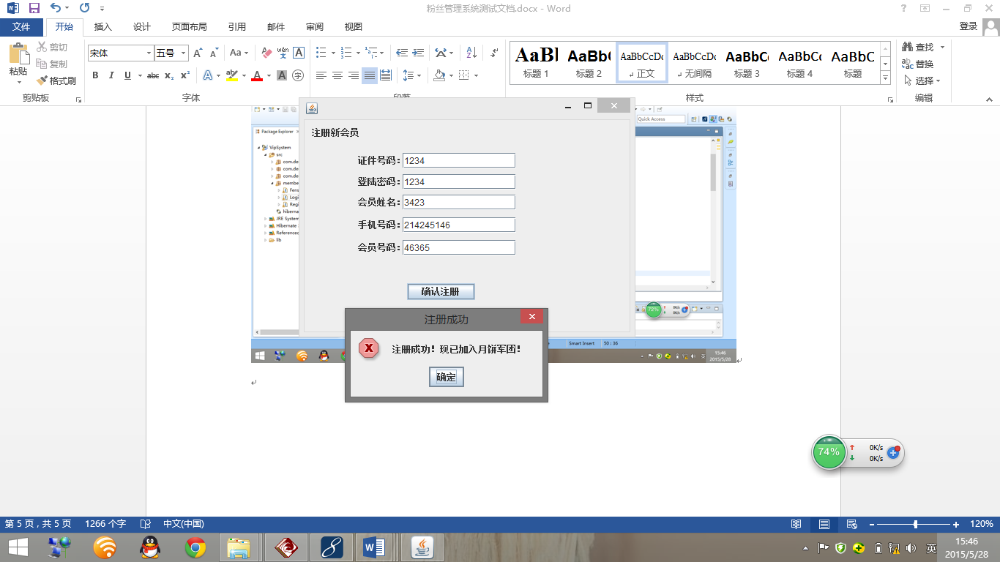 粉丝管理系统测试文档.docx - Word
文件 开始 插入 设计 页面布局 引用 邮件 审阅 视图 登录
粘贴 剪切 复制 格式刷
宋体 五号 Aa wén 文 A
B I U abc X₂ X² A ab A A 字
AaBl AaBb AaBbCcDc AaBbCcDc AaBbC AaBbC AaBbC
标题 1 标题 2 正文 无间隔 标题 3 标题 4 标题
查找 替换 选择
剪贴板 字体 段落 样式 编辑
Quick Access
Package Explorer
VipSystem
src
com.de
com.de
com.de
membe
Fens
Logi
Regi
hiberna
JRE System
Hibernate
Referenced
lib
注册新会员
证件号码：1234
登陆密码：1234
会员姓名：3423
手机号码：214245146
会员号码：46365
确认注册
注册成功
注册成功！现已加入月饼军团！
确定
72% 0K/s
0K/s
Smart Insert 50 : 36
15:46
2015/5/28
74% 0K/s
0K/s
第 5 页，共 5 页 1266 个字 中文(中国) 120%
英 15:46
2015/5/28